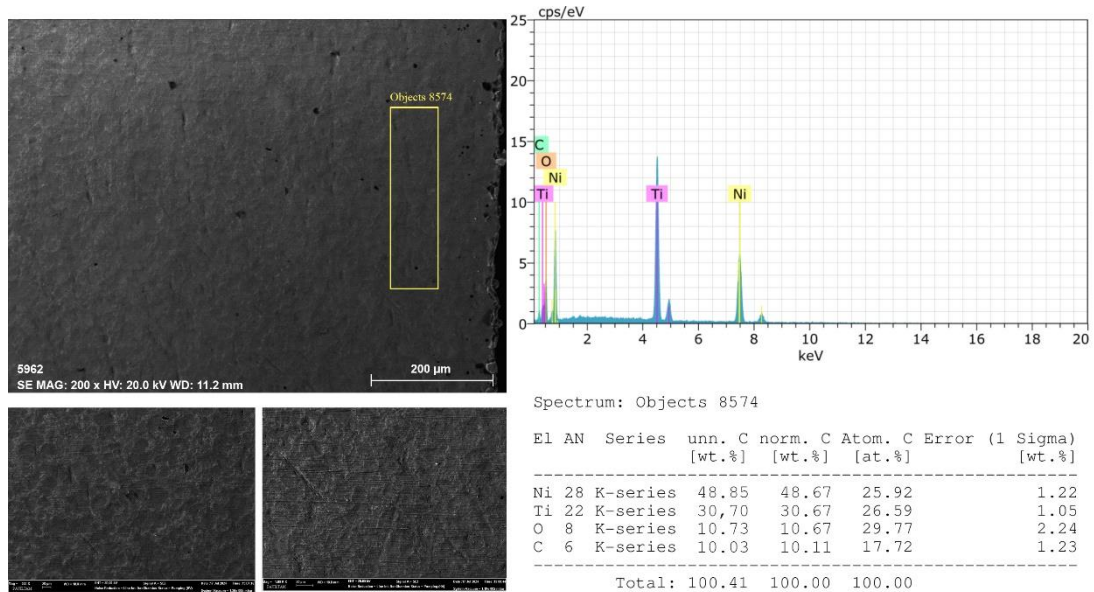 Objects 8574
5962
SE MAG: 200 x HV: 20.0 kV WD: 11.2 mm
200 µm
cps/eV
25
20
15
10
5
0
C
O
Ni
Ti
Ti
Ni
2 4 6 8 10 12 14 16 18 20
keV
Spectrum: Objects 8574
El AN Series unn. C norm. C Atom. C Error (1 Sigma)
[wt.%] [wt.%] [at.%] [wt.%]
Ni 28 K-series 48.85 48.67 25.92 1.22
Ti 22 K-series 30,70 30.67 26.59 1.05
O 8 K-series 10.73 10.67 29.77 2.24
C 6 K-series 10.03 10.11 17.72 1.23
Total: 100.41 100.00 100.00